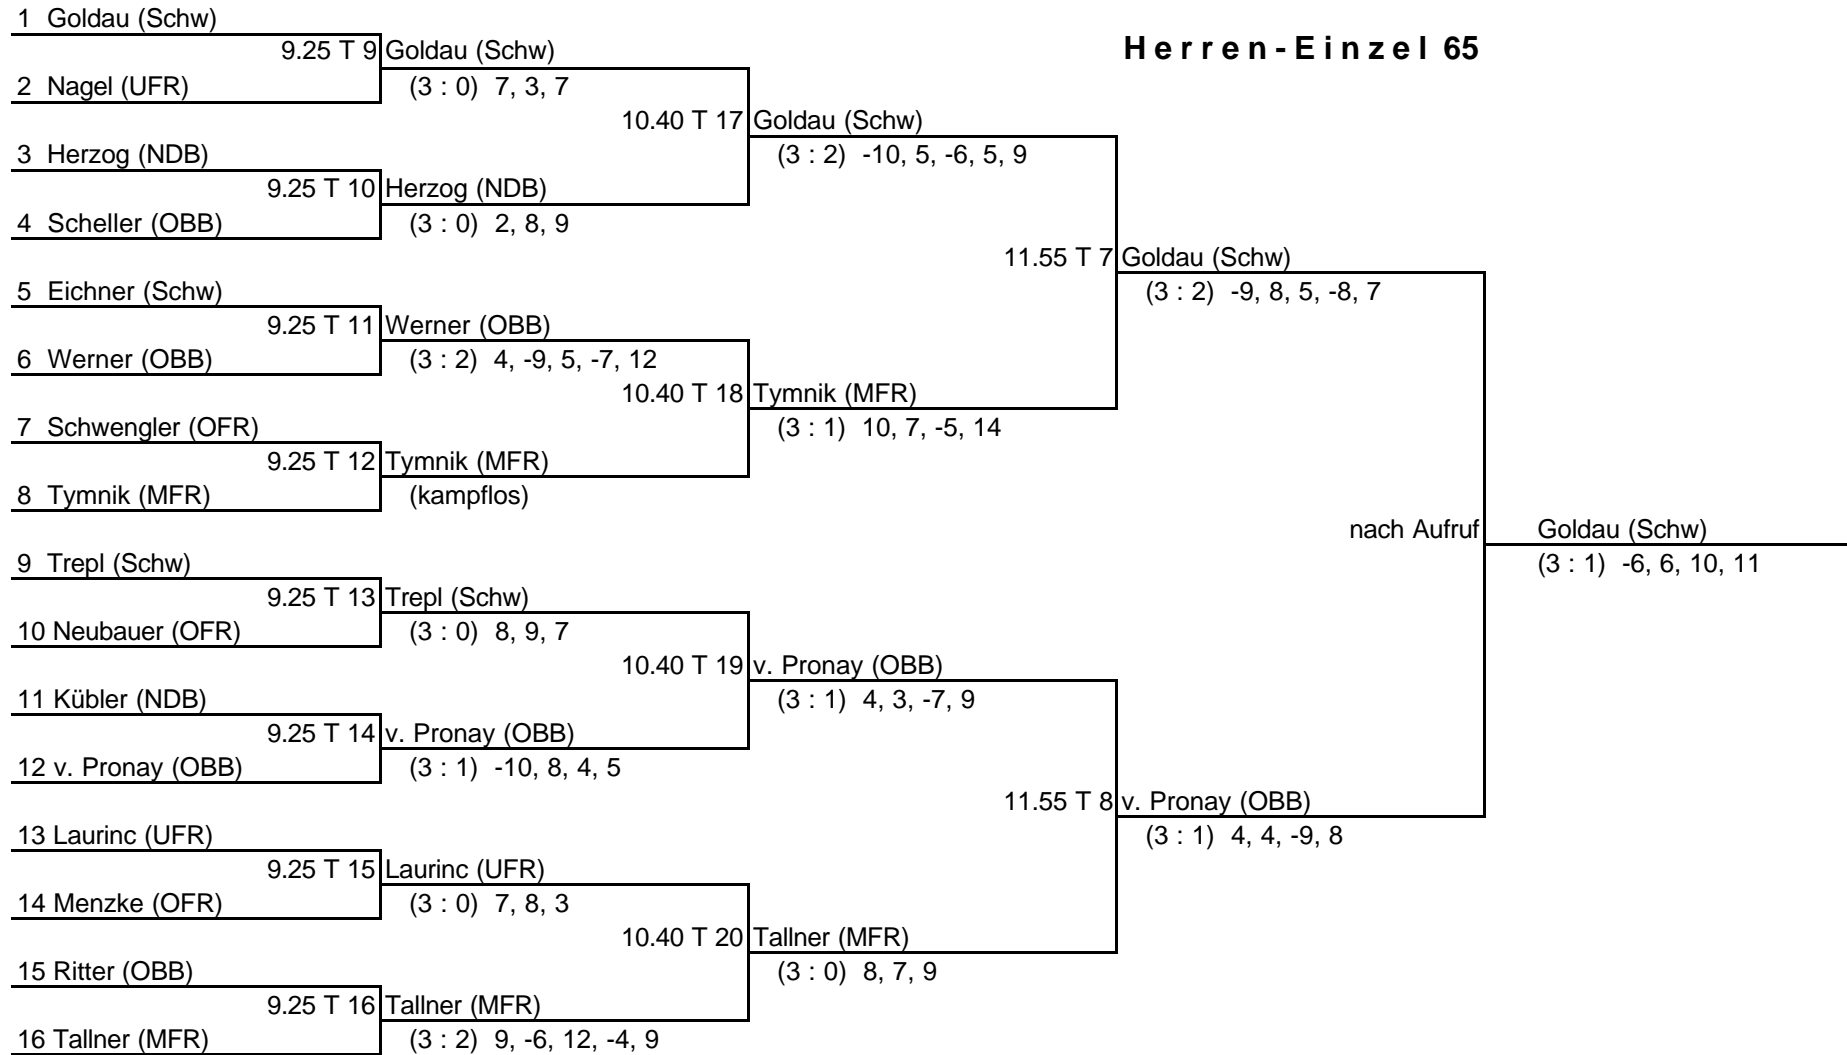 1 Goldau (Schw)
9.25 T 9 Goldau (Schw)
Herren-Einzel 65
2 Nagel (UFR)
(3 : 0) 7, 3, 7
10.40 T 17 Goldau (Schw)
3 Herzog (NDB)
(3 : 2) -10, 5, -6, 5, 9
9.25 T 10 Herzog (NDB)
4 Scheller (OBB)
(3 : 0) 2, 8, 9
11.55 T 7 Goldau (Schw)
5 Eichner (Schw)
(3 : 2) -9, 8, 5, -8, 7
9.25 T 11 Werner (OBB)
6 Werner (OBB)
(3 : 2) 4, -9, 5, -7, 12
10.40 T 18 Tymnik (MFR)
7 Schwengler (OFR)
(3 : 1) 10, 7, -5, 14
9.25 T 12 Tymnik (MFR)
8 Tymnik (MFR)
(kampflos)
nach Aufruf Goldau (Schw)
9 Trepl (Schw)
(3 : 1) -6, 6, 10, 11
9.25 T 13 Trepl (Schw)
10 Neubauer (OFR)
(3 : 0) 8, 9, 7
10.40 T 19 v. Pronay (OBB)
11 Kübler (NDB)
(3 : 1) 4, 3, -7, 9
9.25 T 14 v. Pronay (OBB)
12 v. Pronay (OBB)
(3 : 1) -10, 8, 4, 5
11.55 T 8 v. Pronay (OBB)
13 Laurinc (UFR)
(3 : 1) 4, 4, -9, 8
9.25 T 15 Laurinc (UFR)
14 Menzke (OFR)
(3 : 0) 7, 8, 3
10.40 T 20 Tallner (MFR)
15 Ritter (OBB)
(3 : 0) 8, 7, 9
9.25 T 16 Tallner (MFR)
16 Tallner (MFR)
(3 : 2) 9, -6, 12, -4, 9